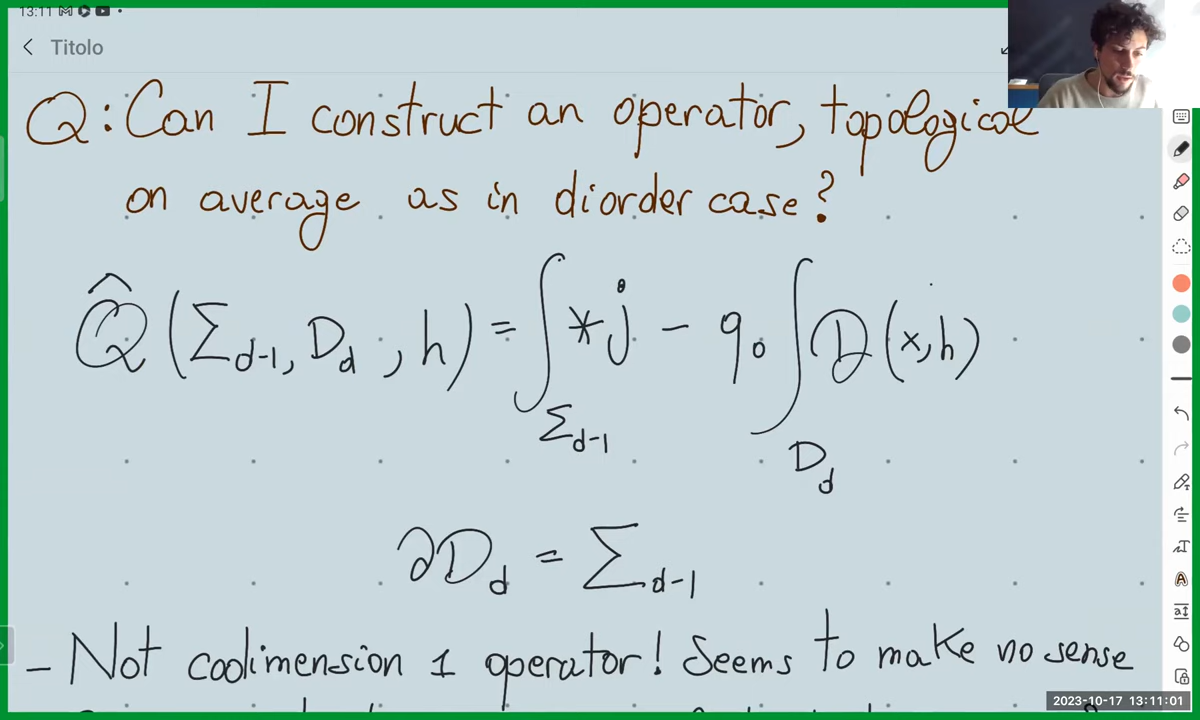 13:11
Titolo
Q: Can I construct an operator, topological
on average as in diorder case?
Q̂(Σ_{d-1}, D_d, h) = ∫_{Σ_{d-1}} *j - q₀ ∫_{D_d} D(x,h)
∂D_d = Σ_{d-1}
- Not codimension 1 operator! Seems to make no sense
2023-10-17 13:11:01